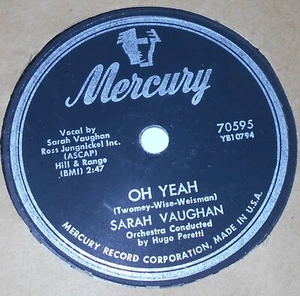 Mercury
Vocal by
Sarah Vaughan
Ross Jungnickel Inc.
(ASCAP)
Hill & Range
(BMI) 2:47
70595
YB10794
OH YEAH
(Twomey-Wise-Weisman)
SARAH VAUGHAN
Orchestra Conducted
by Hugo Peretti
MERCURY RECORD CORPORATION, MADE IN U.S.A.